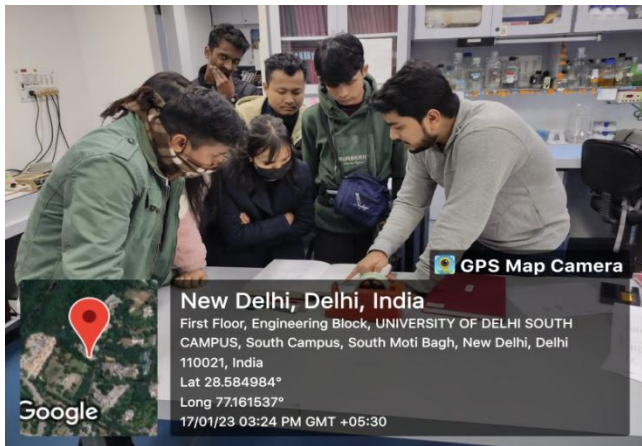 BURBERRY
GPS Map Camera
New Delhi, Delhi, India
First Floor, Engineering Block, UNIVERSITY OF DELHI SOUTH
CAMPUS, South Campus, South Moti Bagh, New Delhi, Delhi
110021, India
Lat 28.584984°
Long 77.161537°
17/01/23 03:24 PM GMT +05:30
Google